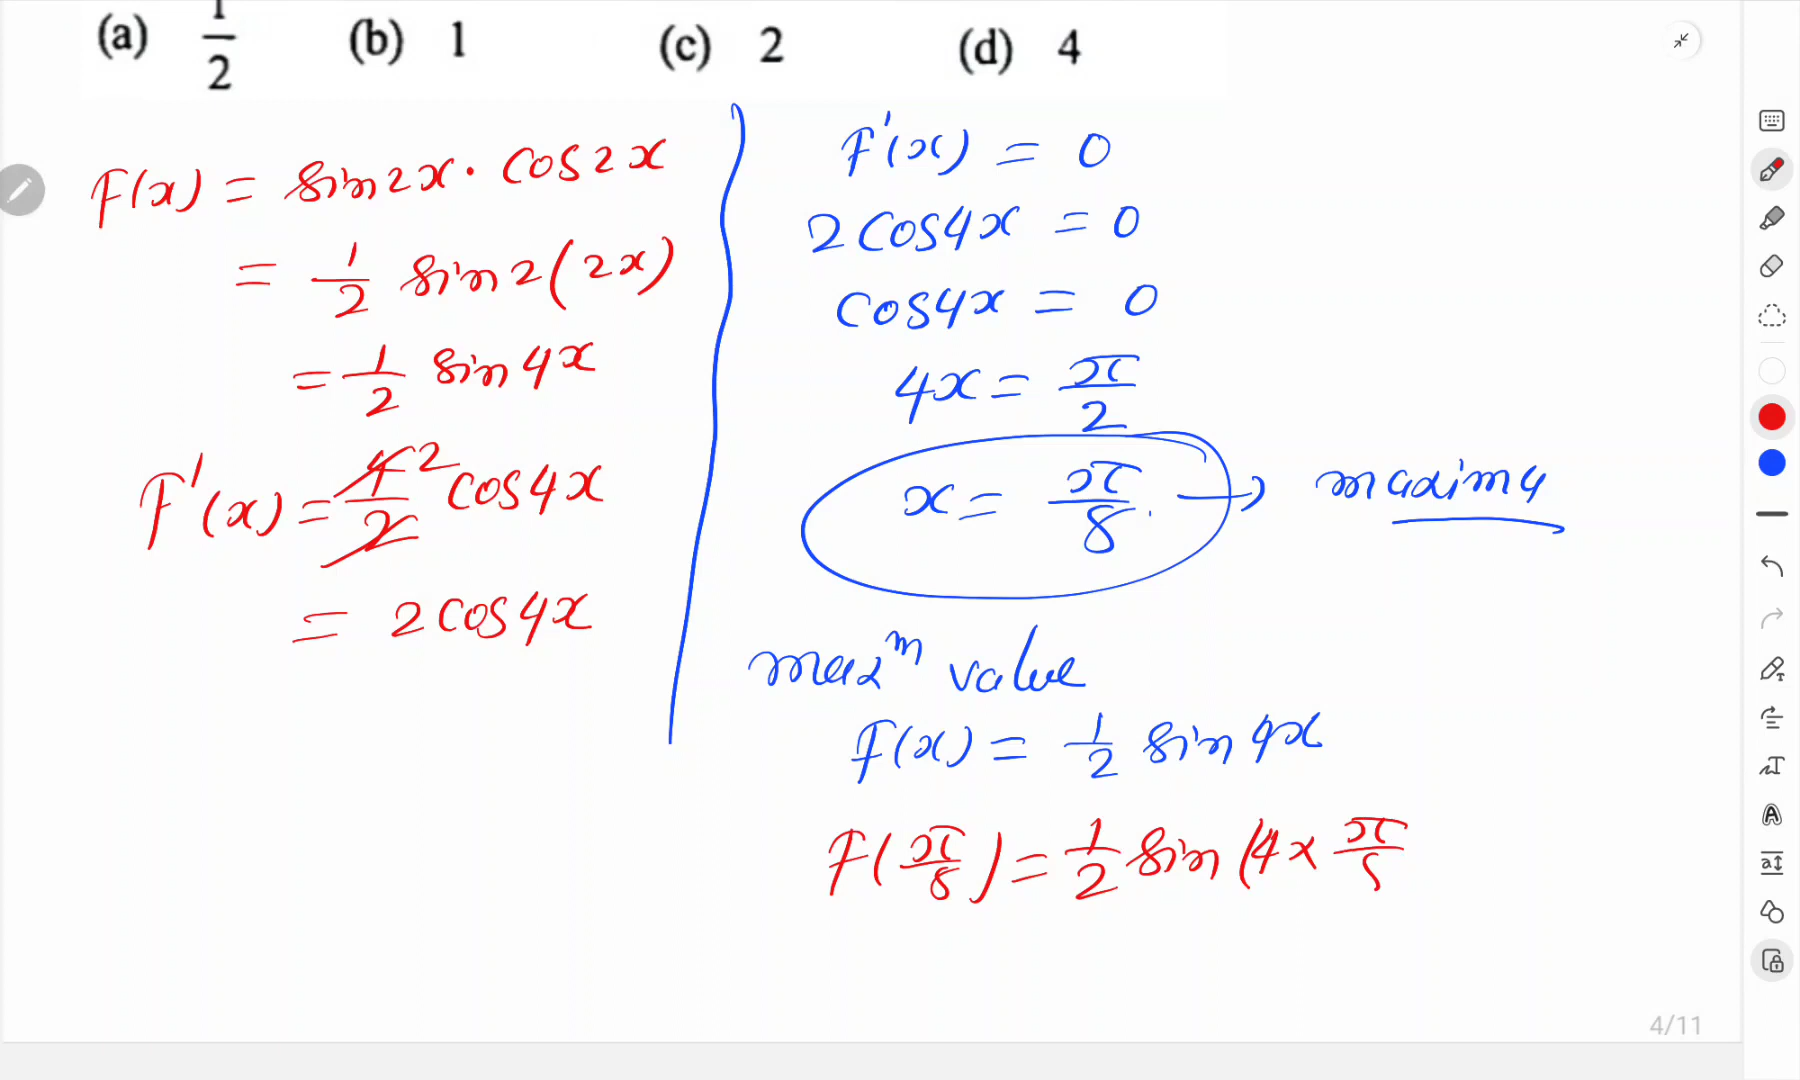 (a) 1/2 (b) 1 (c) 2 (d) 4
F(x) = sin2x · cos2x
= 1/2 sin2(2x)
= 1/2 sin4x
F'(x) = 4/2 2 cos4x
= 2cos4x
F'(x) = 0
2cos4x = 0
cos4x = 0
4x = π/2
x = π/8 → maxima
maxᵐ value
F(x) = 1/2 sin4x
F(π/8) = 1/2 sin(4 × π/
4/11